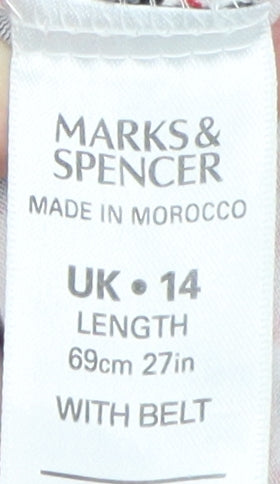 MARKS &
SPENCER
MADE IN MOROCCO
UK • 14
LENGTH
69cm 27in
WITH BELT